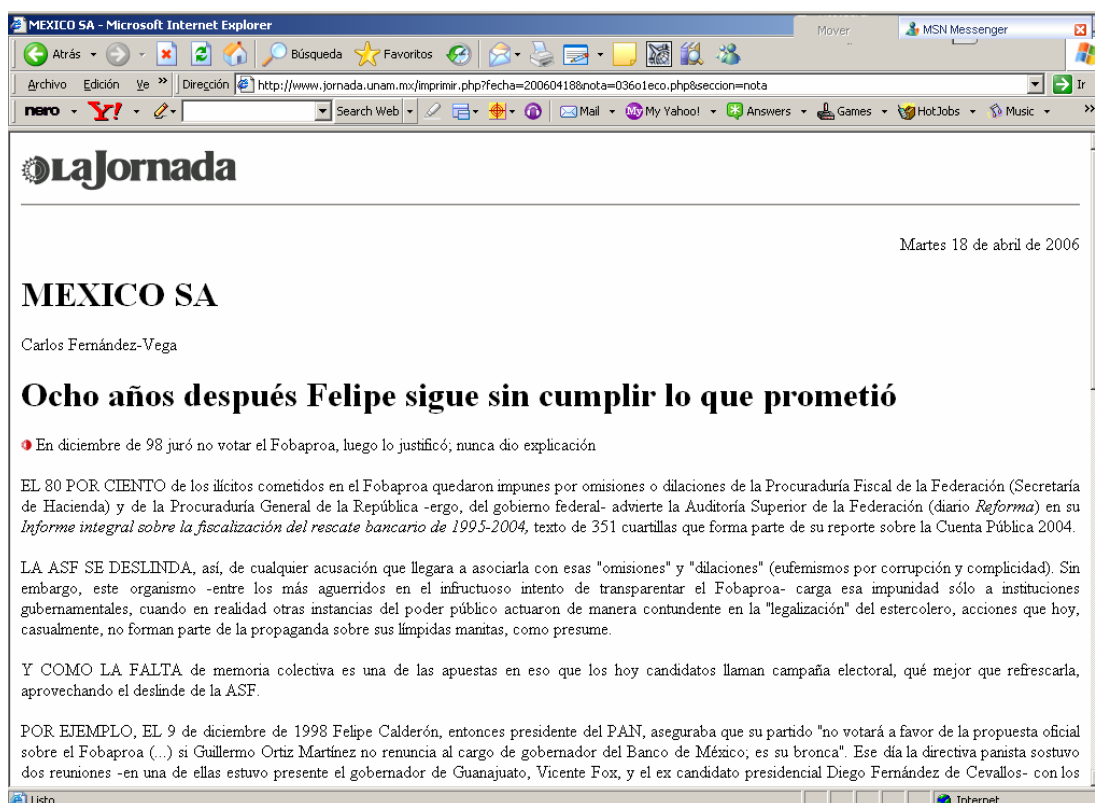 MEXICO SA - Microsoft Internet Explorer
Mover
MSN Messenger
Atrás
Búsqueda
Favoritos
Archivo Edición Ve » Dirección http://www.jornada.unam.mx/imprimir.php?fecha=20060418&nota=036o1eco.php&seccion=nota Ir
nero Y! Search Web Mail My Yahoo! Answers Games HotJobs Music »
La Jornada
Martes 18 de abril de 2006
MEXICO SA
Carlos Fernández-Vega
Ocho años después Felipe sigue sin cumplir lo que prometió
En diciembre de 98 juró no votar el Fobaproa, luego lo justificó; nunca dio explicación
EL 80 POR CIENTO de los ilícitos cometidos en el Fobaproa quedaron impunes por omisiones o dilaciones de la Procuraduría Fiscal de la Federación (Secretaría
de Hacienda) y de la Procuraduría General de la República -ergo, del gobierno federal- advierte la Auditoría Superior de la Federación (diario Reforma) en su
Informe integral sobre la fiscalización del rescate bancario de 1995-2004, texto de 351 cuartillas que forma parte de su reporte sobre la Cuenta Pública 2004.
LA ASF SE DESLINDA, así, de cualquier acusación que llegara a asociarla con esas "omisiones" y "dilaciones" (eufemismos por corrupción y complicidad). Sin
embargo, este organismo -entre los más aguerridos en el infructuoso intento de transparentar el Fobaproa- carga esa impunidad sólo a instituciones
gubernamentales, cuando en realidad otras instancias del poder público actuaron de manera contundente en la "legalización" del estercolero, acciones que hoy,
casualmente, no forman parte de la propaganda sobre sus límpidas manitas, como presume.
Y COMO LA FALTA de memoria colectiva es una de las apuestas en eso que los hoy candidatos llaman campaña electoral, qué mejor que refrescarla,
aprovechando el deslinde de la ASF.
POR EJEMPLO, EL 9 de diciembre de 1998 Felipe Calderón, entonces presidente del PAN, aseguraba que su partido "no votará a favor de la propuesta oficial
sobre el Fobaproa (...) si Guillermo Ortiz Martínez no renuncia al cargo de gobernador del Banco de México; es su bronca". Ese día la directiva panista sostuvo
dos reuniones -en una de ellas estuvo presente el gobernador de Guanajuato, Vicente Fox, y el ex candidato presidencial Diego Fernández de Cevallos- con los
Listo
Internet